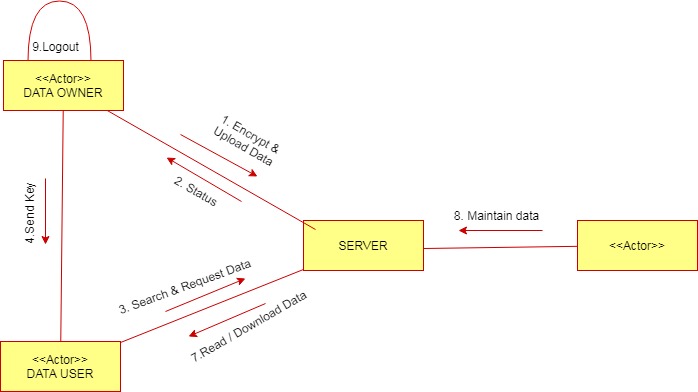 9.Logout
<<Actor>>
DATA OWNER
1. Encrypt &
Upload Data
2. Status
4.Send Key
8. Maintain data
SERVER
<<Actor>>
3. Search & Request Data
7.Read / Download Data
<<Actor>>
DATA USER